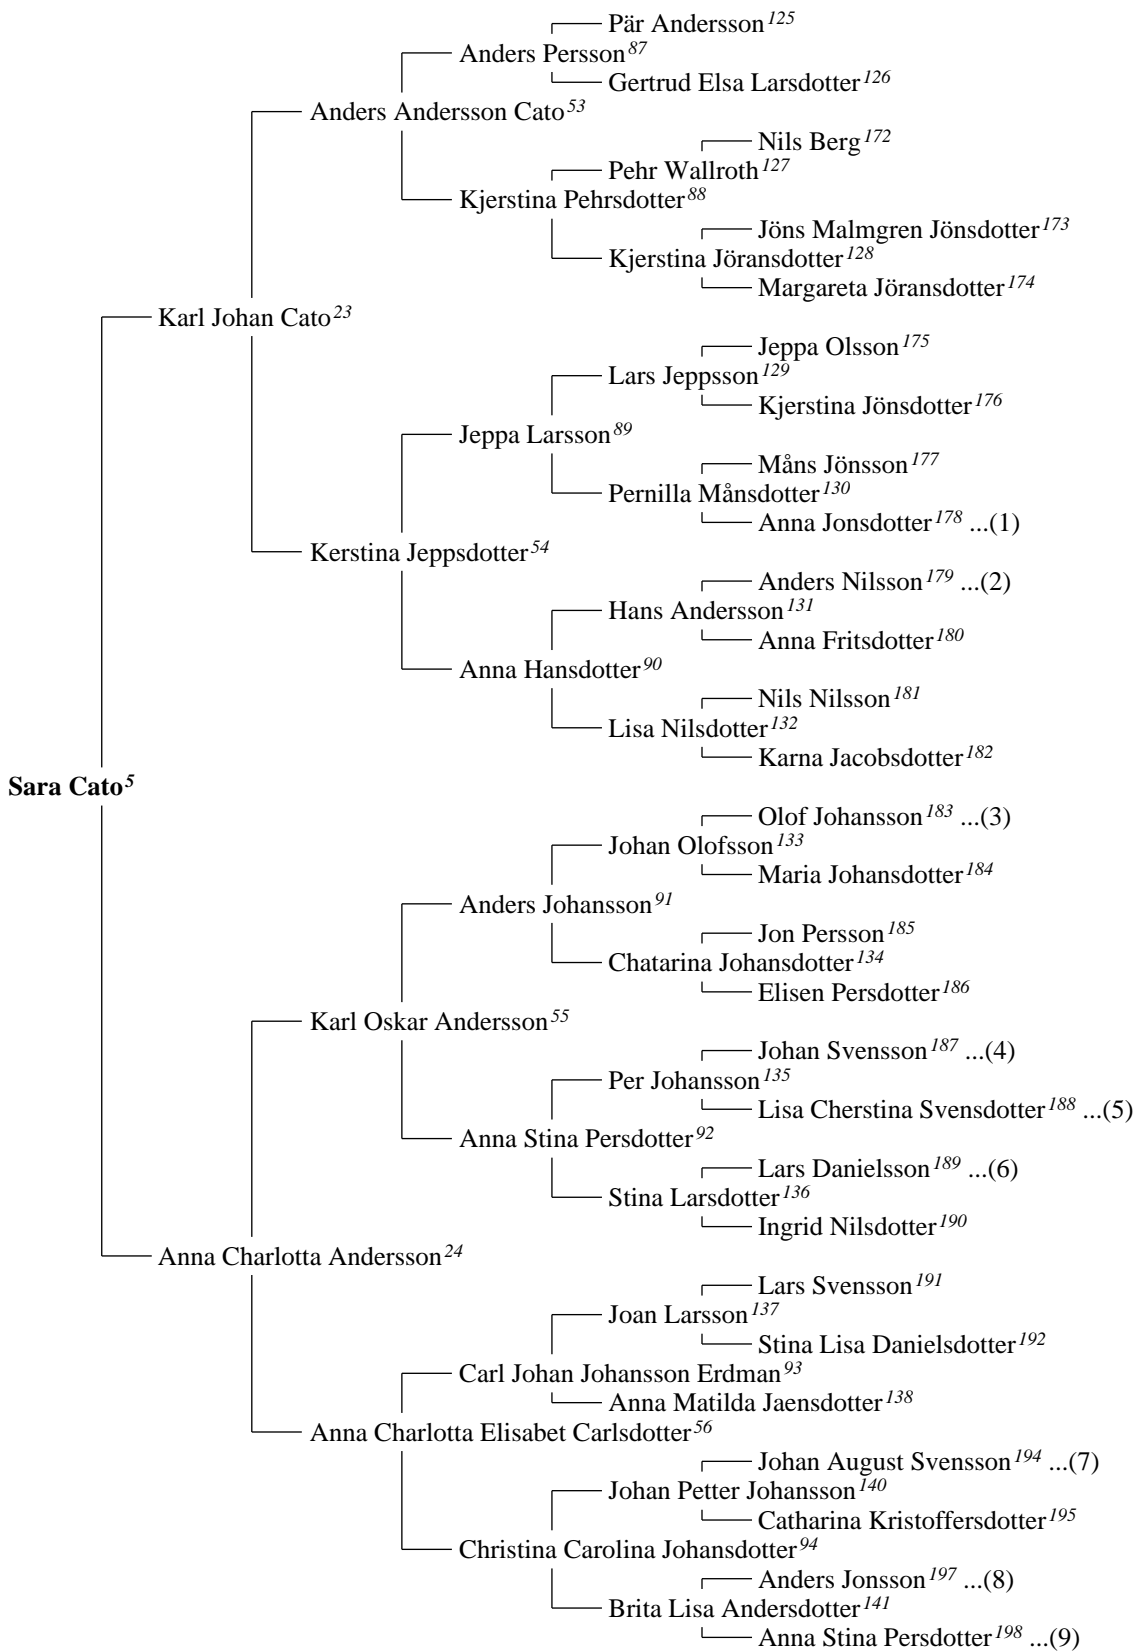 Pär Andersson125
Anders Persson87
Gertrud Elsa Larsdotter126
Anders Andersson Cato53
Nils Berg172
Pehr Wallroth127
Kjerstina Pehrsdotter88
Jöns Malmgren Jönsdotter173
Kjerstina Jöransdotter128
Margareta Jöransdotter174
Karl Johan Cato23
Jeppa Olsson175
Lars Jeppsson129
Kjerstina Jönsdotter176
Jeppa Larsson89
Måns Jönsson177
Pernilla Månsdotter130
Anna Jonsdotter178 ...(1)
Kerstina Jeppsdotter54
Anders Nilsson179 ...(2)
Hans Andersson131
Anna Fritsdotter180
Anna Hansdotter90
Nils Nilsson181
Lisa Nilsdotter132
Karna Jacobsdotter182
Sara Cato5
Olof Johansson183 ...(3)
Johan Olofsson133
Maria Johansdotter184
Anders Johansson91
Jon Persson185
Chatarina Johansdotter134
Elisen Persdotter186
Karl Oskar Andersson55
Johan Svensson187 ...(4)
Per Johansson135
Lisa Cherstina Svensdotter188 ...(5)
Anna Stina Persdotter92
Lars Danielsson189 ...(6)
Stina Larsdotter136
Ingrid Nilsdotter190
Anna Charlotta Andersson24
Lars Svensson191
Joan Larsson137
Stina Lisa Danielsdotter192
Carl Johan Johansson Erdman93
Anna Matilda Jaensdotter138
Anna Charlotta Elisabet Carlsdotter56
Johan August Svensson194 ...(7)
Johan Petter Johansson140
Catharina Kristoffersdotter195
Christina Carolina Johansdotter94
Anders Jonsson197 ...(8)
Brita Lisa Andersdotter141
Anna Stina Persdotter198 ...(9)